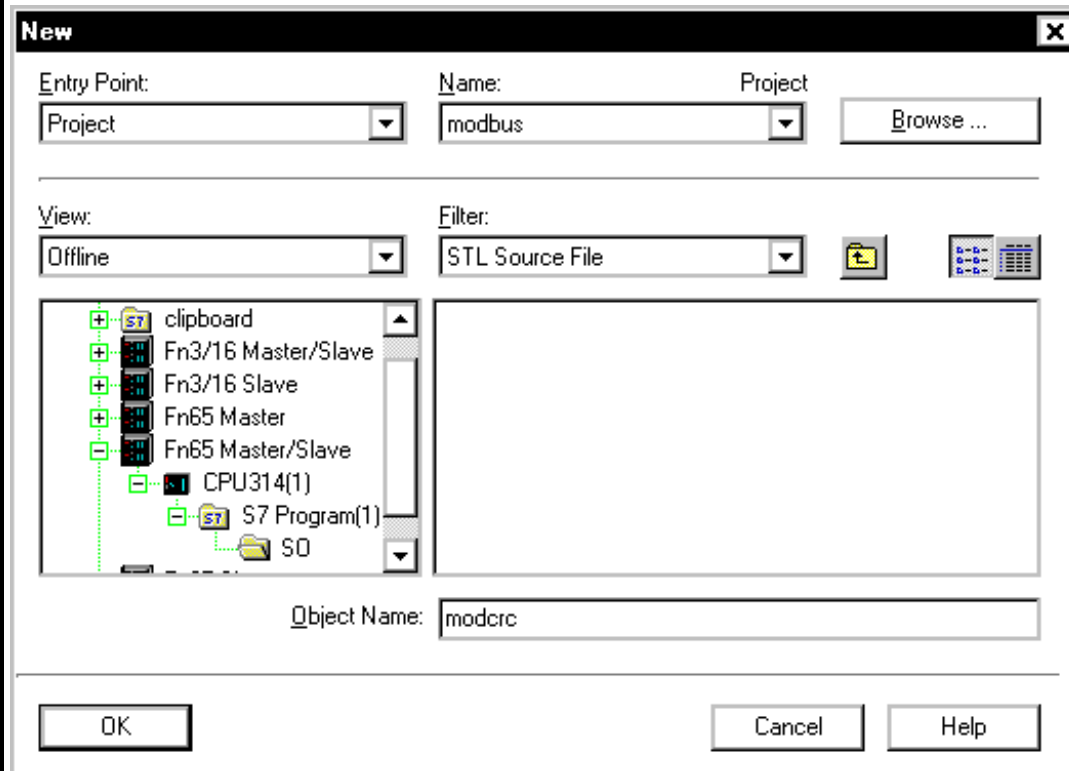 New
Entry Point:
Name:
Project
Project
modbus
Browse ...
View:
Filter:
Offline
STL Source File
S7 clipboard
Fn3/16 Master/Slave
Fn3/16 Slave
Fn65 Master
Fn65 Master/Slave
CPU314(1)
S7 S7 Program(1)
SO
Object Name:
modcrc
OK
Cancel
Help